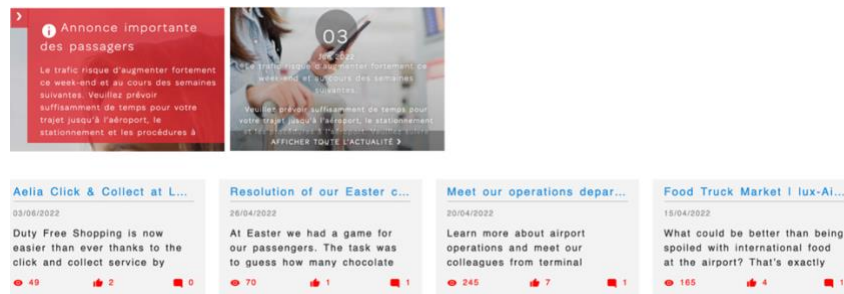 Annonce importante
des passagers
Le trafic risque d'augmenter fortement
ce week-end et au cours des semaines
suivantes. Veuillez prévoir
suffisamment de temps pour votre
trajet jusqu'à l'aéroport, le
stationnement et les procédures à
03
2022
Le trafic risque d'augmenter fortement ce
week-end et au cours des semaines
suivantes.
Veuillez prévoir suffisamment de temps pour
votre trajet jusqu'à l'aéroport, le stationnement
et les procédures à l'aéroport. Veuillez
AFFICHER TOUTE L'ACTUALITÉ >
Aelia Click & Collect at L...
03/06/2022
Duty Free Shopping is now
easier than ever thanks to the
click and collect service by
49 2 0
Resolution of our Easter c...
26/04/2022
At Easter we had a game for
our passengers. The task was
to guess how many chocolate
70 1 1
Meet our operations depar...
20/04/2022
Learn more about airport
operations and meet our
colleagues from terminal
245 7 1
Food Truck Market l lux-Ai...
15/04/2022
What could be better than being
spoiled with international food
at the airport? That's exactly
165 4 1